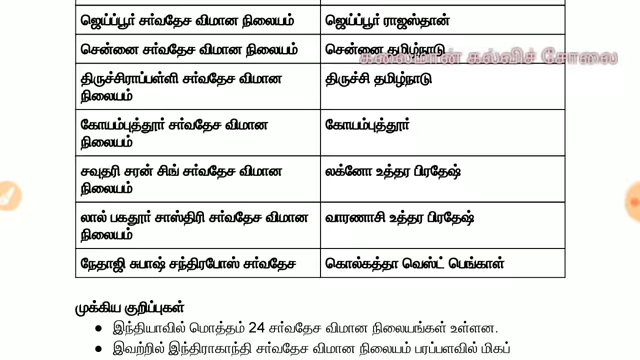 ஜெய்ப்பூர் சர்வதேச விமான நிலையம் ஜெய்ப்பூர் ராஜஸ்தான்
சென்னை சர்வதேச விமான நிலையம் சென்னை தமிழ்நாடு
கலைமான் கல்விச் சோலை
திருச்சிராப்பள்ளி சர்வதேச விமான திருச்சி தமிழ்நாடு
நிலையம்
கோயம்புத்தூர் சர்வதேச விமான கோயம்புத்தூர்
நிலையம்
சவுதரி சரன் சிங் சர்வதேச விமான லக்னோ உத்தர பிரதேஷ்
நிலையம்
லால் பகதூர் சாஸ்திரி சர்வதேச விமான வாரணாசி உத்தர பிரதேஷ்
நிலையம்
நேதாஜி சுபாஷ் சந்திரபோஸ் சர்வதேச கொல்கத்தா வெஸ்ட் பெங்கால்
முக்கிய குறிப்புகள்
● இந்தியாவில் மொத்தம் 24 சர்வதேச விமான நிலையங்கள் உள்ளன.
● இவற்றில் இந்திராகாந்தி சர்வதேச விமான நிலையம் பரப்பளவில் மிகப்